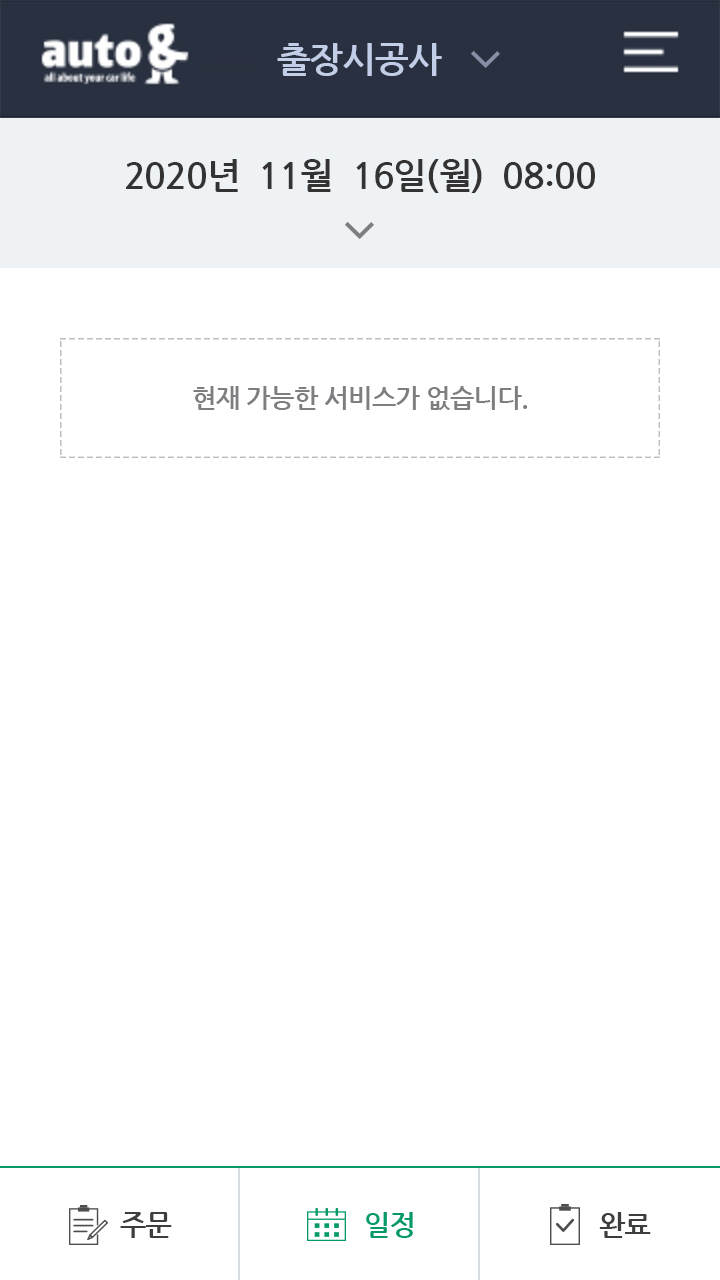 auto &
all about your car life
출장시공사
2020년 11월 16일(월) 08:00
현재 가능한 서비스가 없습니다.
주문
일정
완료